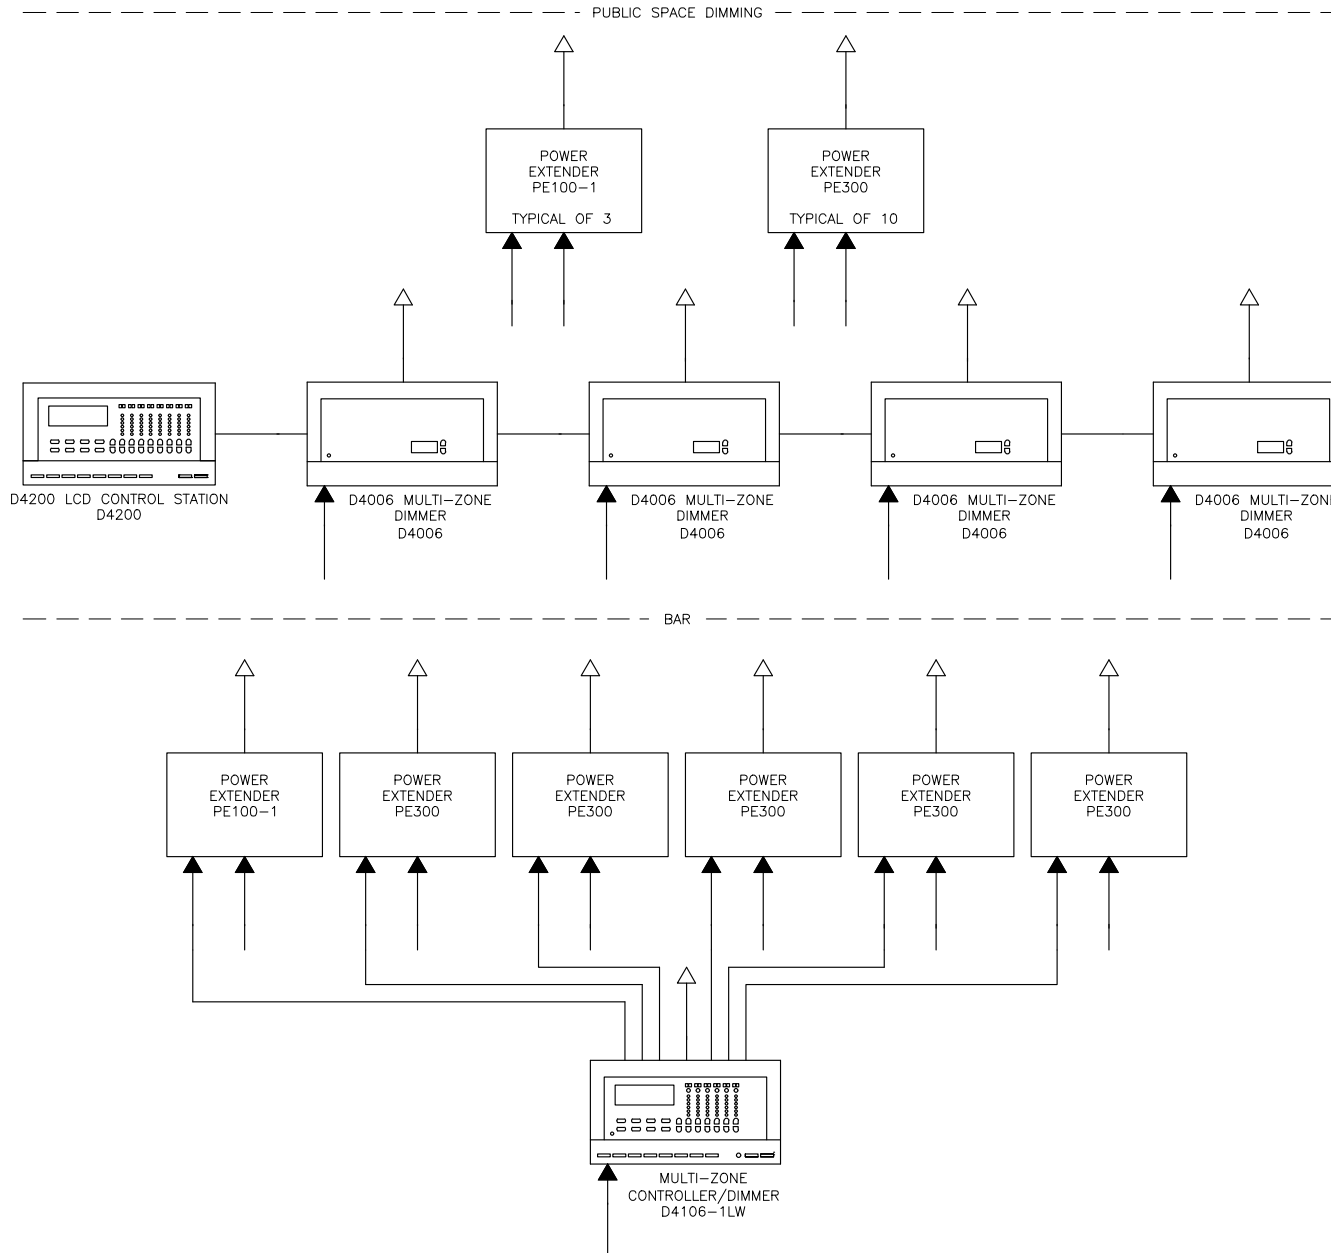 PUBLIC SPACE DIMMING
POWER
EXTENDER
PE100-1
TYPICAL OF 3
POWER
EXTENDER
PE300
TYPICAL OF 10
D4200 LCD CONTROL STATION
D4200
D4006 MULTI-ZONE
DIMMER
D4006
D4006 MULTI-ZONE
DIMMER
D4006
D4006 MULTI-ZONE
DIMMER
D4006
D4006 MULTI-ZONE
DIMMER
D4006
BAR
POWER
EXTENDER
PE100-1
POWER
EXTENDER
PE300
POWER
EXTENDER
PE300
POWER
EXTENDER
PE300
POWER
EXTENDER
PE300
POWER
EXTENDER
PE300
MULTI-ZONE
CONTROLLER/DIMMER
D4106-1LW